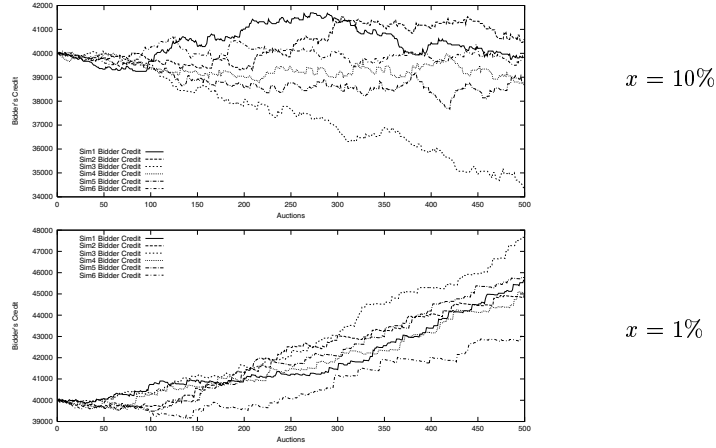 42000
41000
40000
39000
38000
37000
36000
35000
34000
Bidder's Credit
Sim1 Bidder Credit
Sim2 Bidder Credit
Sim3 Bidder Credit
Sim4 Bidder Credit
Sim5 Bidder Credit
Sim6 Bidder Credit
0 50 100 150 200 250 300 350 400 450 500
Auctions
x = 10%
48000
47000
46000
45000
44000
43000
42000
41000
40000
39000
Bidder's Credit
Sim1 Bidder Credit
Sim2 Bidder Credit
Sim3 Bidder Credit
Sim4 Bidder Credit
Sim5 Bidder Credit
Sim6 Bidder Credit
0 50 100 150 200 250 300 350 400 450 500
Auctions
x = 1%